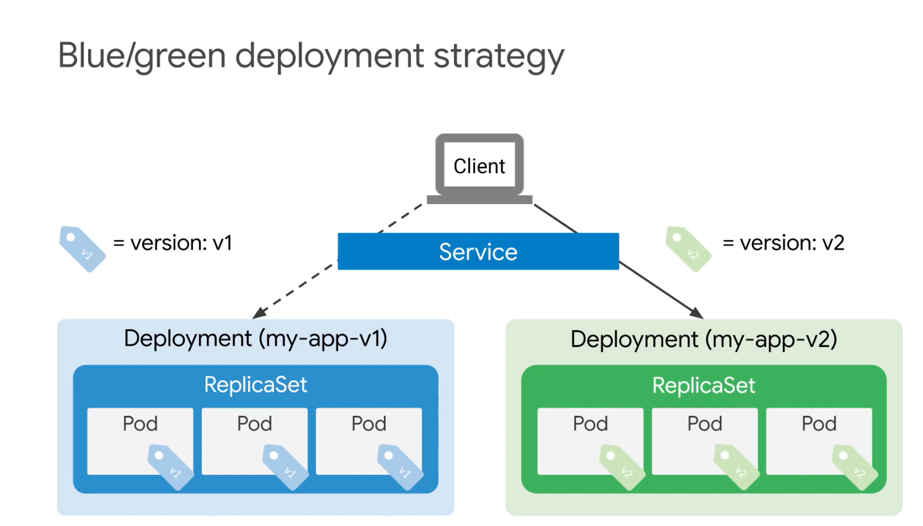 Blue/green deployment strategy
Client
v1
= version: v1
Service
v2
= version: v2
Deployment (my-app-v1)
ReplicaSet
Pod
v1
Pod
v1
Pod
v1
Deployment (my-app-v2)
ReplicaSet
Pod
v2
Pod
v2
Pod
v2